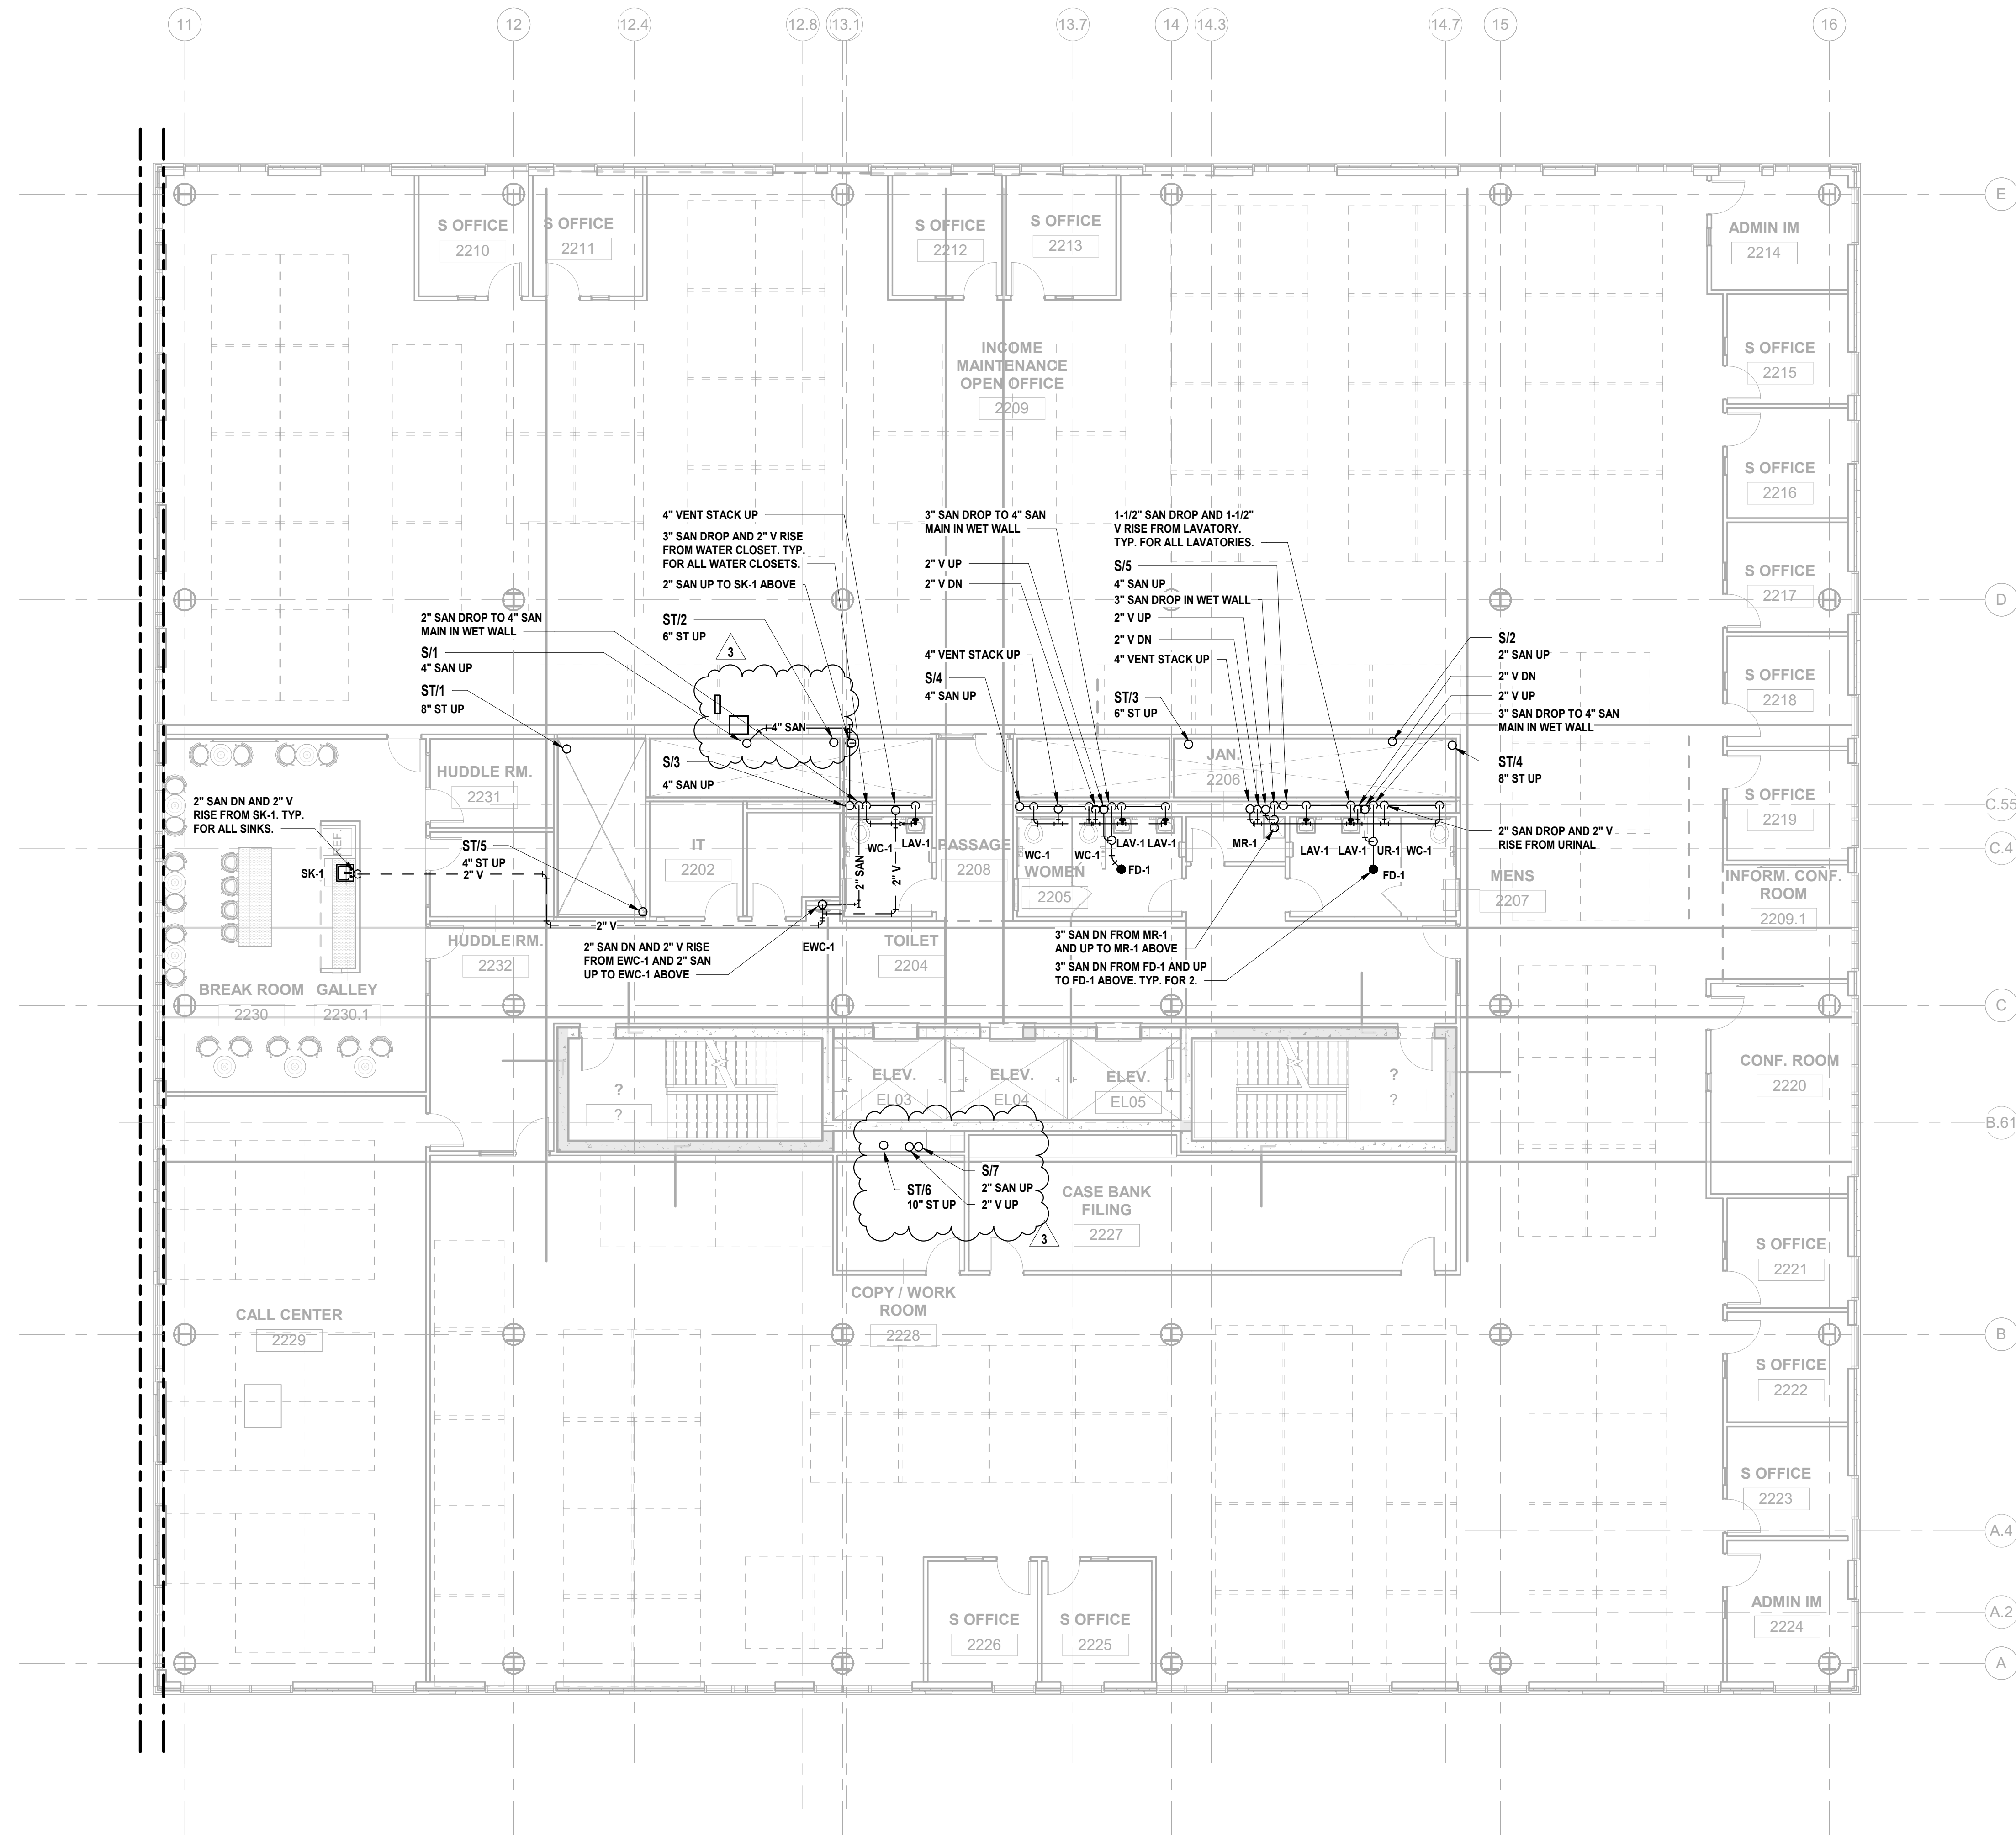 11
12
12.4
12.8
13.1
13.7
14
14.3
14.7
15
16
E
D
C.55
C.4
C
B.61
B
A.4
A.2
A
S OFFICE
2210
S OFFICE
2211
S OFFICE
2212
S OFFICE
2213
ADMIN IM
2214
S OFFICE
2215
S OFFICE
2216
S OFFICE
2217
S OFFICE
2218
S OFFICE
2219
INCOME
MAINTENANCE
OPEN OFFICE
2209
4" VENT STACK UP
3" SAN DROP AND 2" V RISE
FROM WATER CLOSET. TYP.
FOR ALL WATER CLOSETS.
2" SAN UP TO SK-1 ABOVE
2" SAN DROP TO 4" SAN
MAIN IN WET WALL
S/1
4" SAN UP
ST/1
8" ST UP
ST/2
6" ST UP
3
4" SAN
S/3
4" SAN UP
3" SAN DROP TO 4" SAN
MAIN IN WET WALL
2" V UP
2" V DN
4" VENT STACK UP
S/4
4" SAN UP
1-1/2" SAN DROP AND 1-1/2"
V RISE FROM LAVATORY.
TYP. FOR ALL LAVATORIES.
S/5
4" SAN UP
3" SAN DROP IN WET WALL
2" V UP
2" V DN
4" VENT STACK UP
ST/3
6" ST UP
S/2
2" SAN UP
2" V DN
2" V UP
3" SAN DROP TO 4" SAN
MAIN IN WET WALL
ST/4
8" ST UP
2" SAN DROP AND 2" V
RISE FROM URINAL
JAN.
2206
HUDDLE RM.
2231
2" SAN DN AND 2" V
RISE FROM SK-1. TYP.
FOR ALL SINKS.
REF.
SK-1
ST/5
4" ST UP
2" V
IT
2202
WC-1
LAV-1
2" SAN
2" V
PASSAGE
2208
WC-1
WC-1
LAV-1
LAV-1
FD-1
WOMEN
2205
MR-1
LAV-1
LAV-1
UR-1
WC-1
FD-1
MENS
2207
INFORM. CONF.
ROOM
2209.1
2" V
HUDDLE RM.
2232
2" SAN DN AND 2" V RISE
FROM EWC-1 AND 2" SAN
UP TO EWC-1 ABOVE
EWC-1
TOILET
2204
3" SAN DN FROM MR-1
AND UP TO MR-1 ABOVE
3" SAN DN FROM FD-1 AND UP
TO FD-1 ABOVE. TYP. FOR 2.
BREAK ROOM
2230
GALLEY
2230.1
?
?
ELEV.
EL03
ELEV.
EL04
ELEV.
EL05
?
?
CONF. ROOM
2220
S/7
2" SAN UP
2" V UP
ST/6
10" ST UP
3
CASE BANK
FILING
2227
S OFFICE
2221
CALL CENTER
2229
COPY / WORK
ROOM
2228
S OFFICE
2222
S OFFICE
2223
S OFFICE
2226
S OFFICE
2225
ADMIN IM
2224